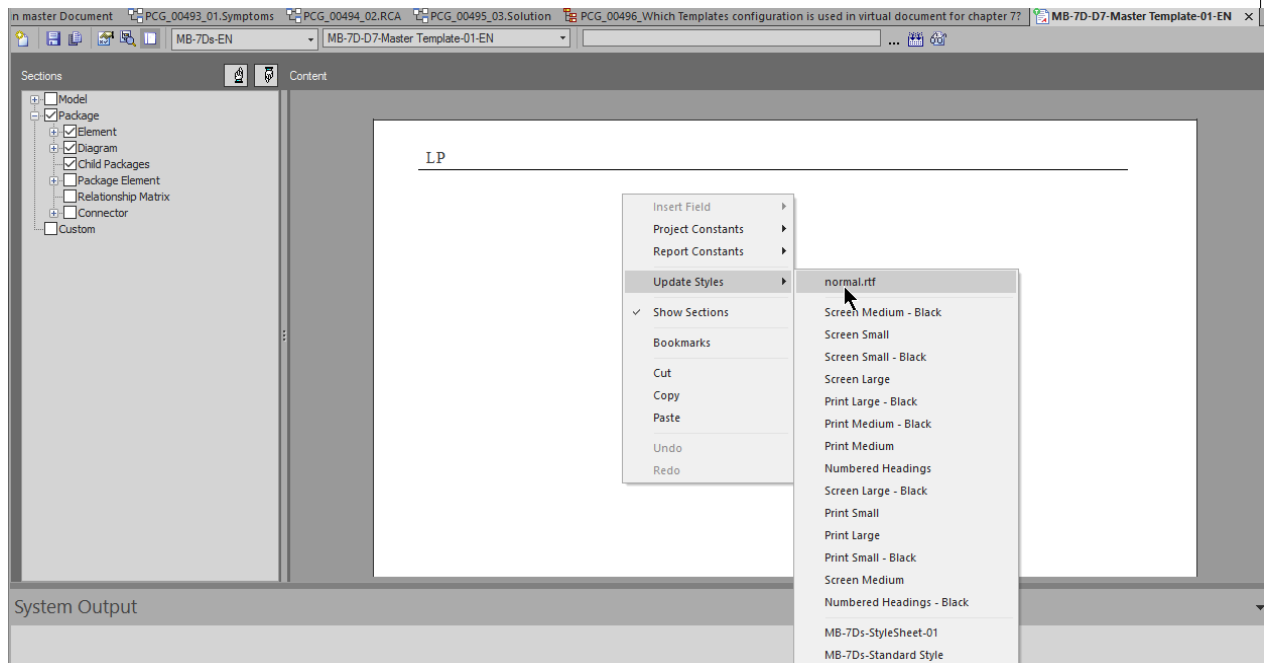 n master Document PCG_00493_01.Symptoms PCG_00494_02.RCA PCG_00495_03.Solution PCG_00496_Which Templates configuration is used in virtual document for chapter 7? MB-7D-D7-Master Template-01-EN ×
MB-7Ds-EN MB-7D-D7-Master Template-01-EN ...
Sections Content
Model
Package
Element
Diagram
Child Packages
Package Element
Relationship Matrix
Connector
Custom
LP
Insert Field
Project Constants
Report Constants
Update Styles
Show Sections
Bookmarks
Cut
Copy
Paste
Undo
Redo
normal.rtf
Screen Medium - Black
Screen Small
Screen Small - Black
Screen Large
Print Large - Black
Print Medium - Black
Print Medium
Numbered Headings
Screen Large - Black
Print Small
Print Large
Print Small - Black
Screen Medium
Numbered Headings - Black
MB-7Ds-StyleSheet-01
MB-7Ds-Standard Style
System Output